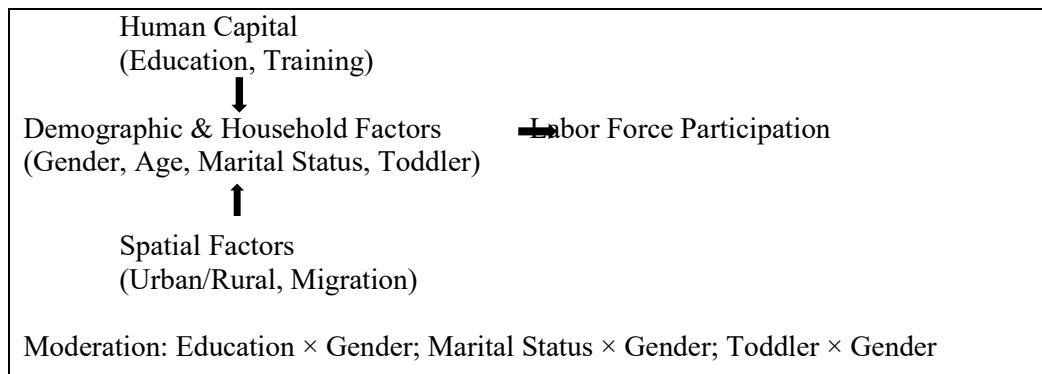 Human Capital
(Education, Training)
Demographic & Household Factors Labor Force Participation
(Gender, Age, Marital Status, Toddler)
Spatial Factors
(Urban/Rural, Migration)
Moderation: Education × Gender; Marital Status × Gender; Toddler × Gender